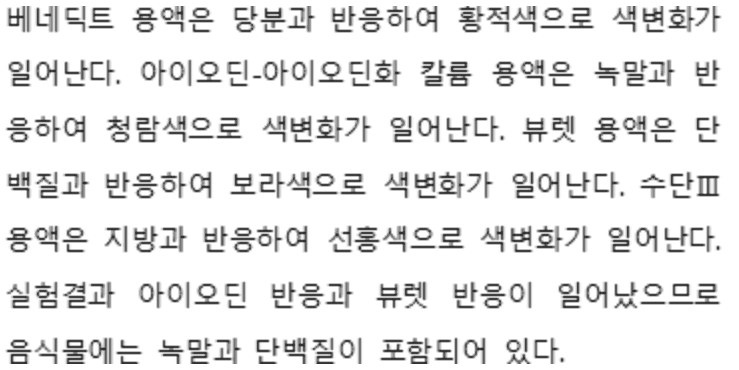 베네딕트 용액은 당분과 반응하여 황적색으로 색변화가
일어난다. 아이오딘-아이오딘화 칼륨 용액은 녹말과 반
응하여 청람색으로 색변화가 일어난다. 뷰렛 용액은 단
백질과 반응하여 보라색으로 색변화가 일어난다. 수단Ⅲ
용액은 지방과 반응하여 선홍색으로 색변화가 일어난다.
실험결과 아이오딘 반응과 뷰렛 반응이 일어났으므로
음식물에는 녹말과 단백질이 포함되어 있다.